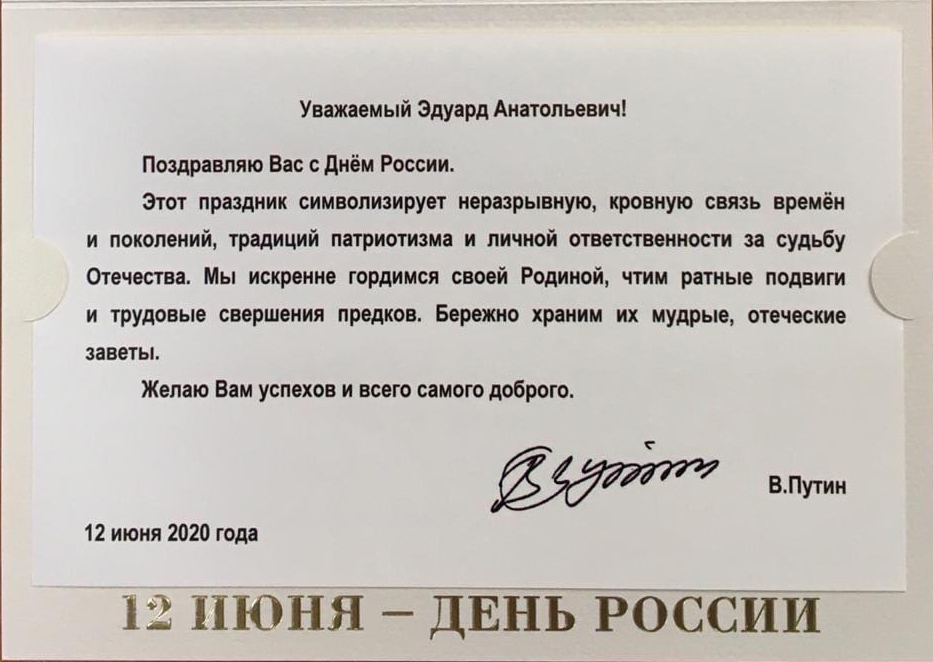 Уважаемый Эдуард Анатольевич!
Поздравляю Вас с Днём России.
Этот праздник символизирует неразрывную, кровную связь времён
и поколений, традиций патриотизма и личной ответственности за судьбу
Отечества. Мы искренне гордимся своей Родиной, чтим ратные подвиги
и трудовые свершения предков. Бережно храним их мудрые, отеческие
заветы.
Желаю Вам успехов и всего самого доброго.
В.Путин
12 июня 2020 года
12 ИЮНЯ – ДЕНЬ РОССИИ